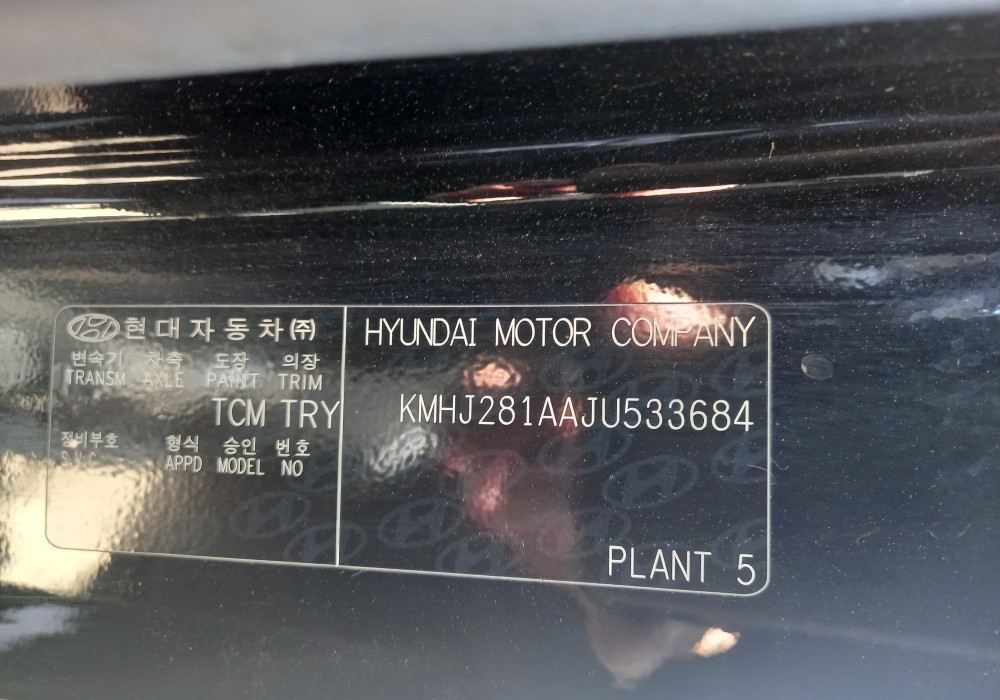 현대자동차㈜
변속기 차축 도장 의장
TRANSM AXLE PAINT TRIM
TCM TRY
정비부호 형식 승인 번호
S.V.C APPD MODEL NO
HYUNDAI MOTOR COMPANY
KMHJ281AAJU533684
PLANT 5